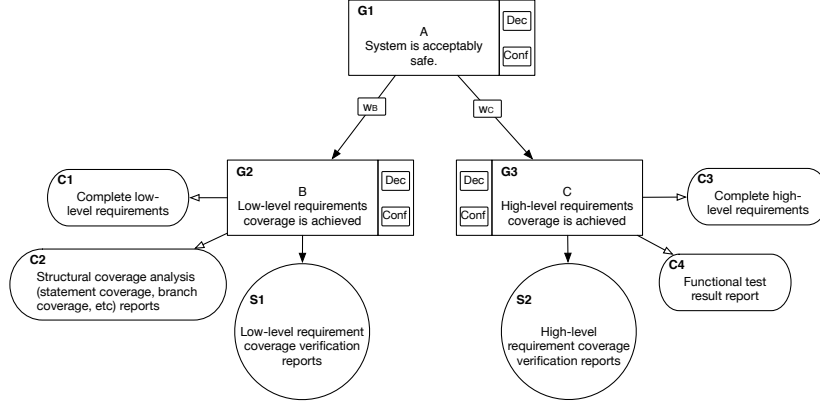 G1
A
System is acceptably
safe.
Dec
Conf
WB
WC
G2
B
Low-level requirements
coverage is achieved
Dec
Conf
G3
C
High-level requirements
coverage is achieved
Dec
Conf
C1
Complete low-
level requirements
C2
Structural coverage analysis
(statement coverage, branch
coverage, etc) reports
C3
Complete high-
level requirements
C4
Functional test
result report
S1
Low-level requirement
coverage verification
reports
S2
High-level
requirement coverage
verification reports